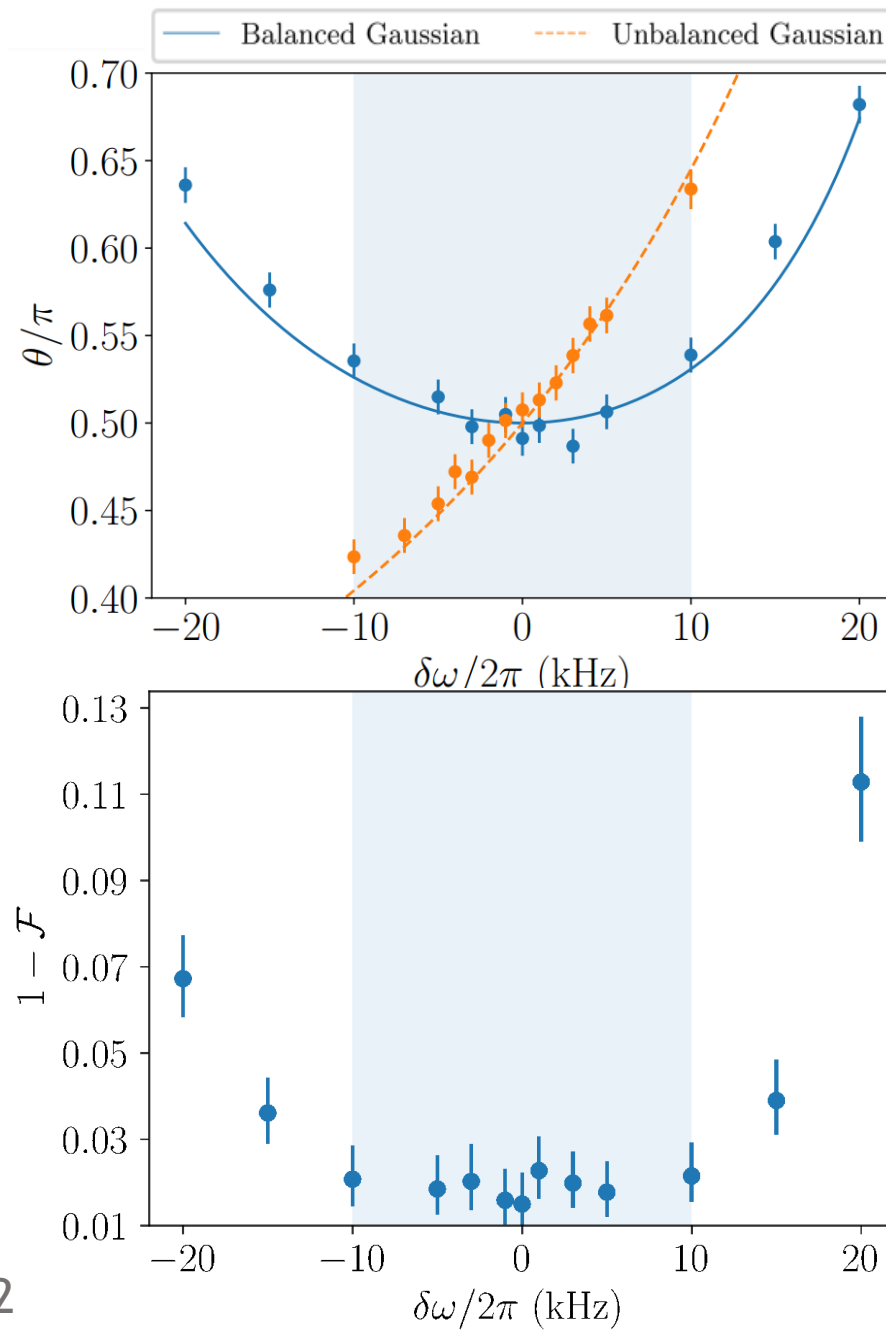 Balanced Gaussian Unbalanced Gaussian
0.70
0.65
0.60
0.55
0.50
0.45
0.40
θ/π
−20 −10 0 10 20
δω/2π (kHz)
0.13
0.11
0.09
0.07
0.05
0.03
0.01
1 − ℱ
−20 −10 0 10 20
δω/2π (kHz)
2